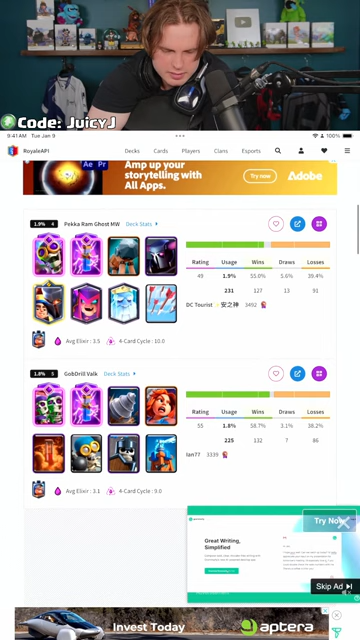 Code: JuicyJ
9:41 AM Tue Jan 9
100%
RoyaleAPI Decks Cards Players Clans Esports
Ae Pr
Amp up your
storytelling with
All Apps.
Try now
Adobe
1.9% 4 Pekka Ram Ghost MW Deck Stats
Rating Usage Wins Draws Losses
49 1.9% 55.0% 5.6% 39.4%
231 127 13 91
DC Tourist 安之神 3492
Avg Elixir : 3.5 4-Card Cycle : 10.0
1.8% 5 GobDrill Valk Deck Stats
Rating Usage Wins Draws Losses
55 1.8% 58.7% 3.1% 38.2%
225 132 7 86
Ian77 3339
Avg Elixir : 3.1 4-Card Cycle : 9.0
Great Writing,
Simplified
Try Now
Skip Ad
Invest Today
aptera